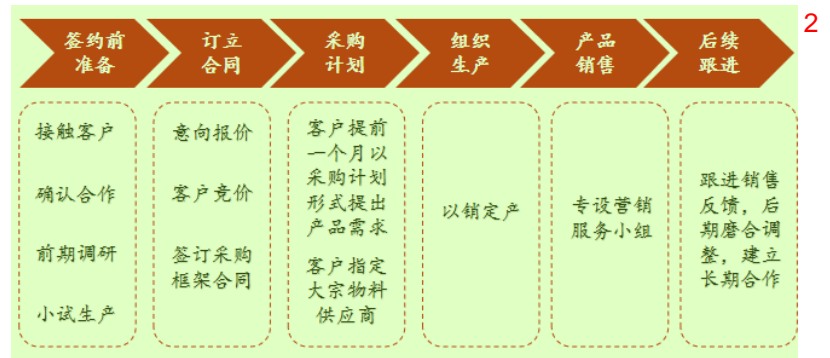 签约前
准备
订立
合同
采购
计划
组织
生产
产品
销售
后续
跟进
2
接触客户
确认合作
前期调研
小试生产
意向报价
客户竞价
签订采购
框架合同
客户提前
一个月以
采购计划
形式提出
产品需求
客户指定
大宗物料
供应商
以销定产
专设营销
服务小组
跟进销售
反馈，后
期磨合调
整，建立
长期合作